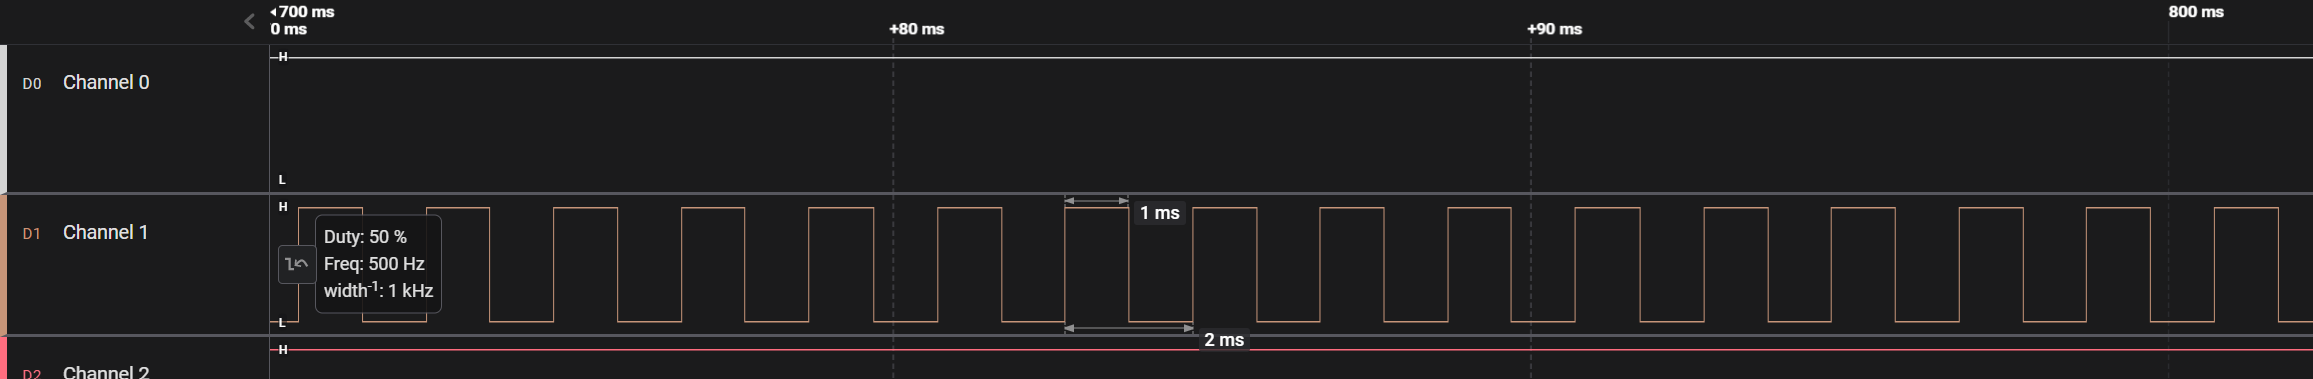 700 ms
0 ms
+80 ms
+90 ms
800 ms
H
D0 Channel 0
L
H
1 ms
D1 Channel 1
Duty: 50 %
Freq: 500 Hz
width-1: 1 kHz
L
2 ms
H
D2 Channel 2